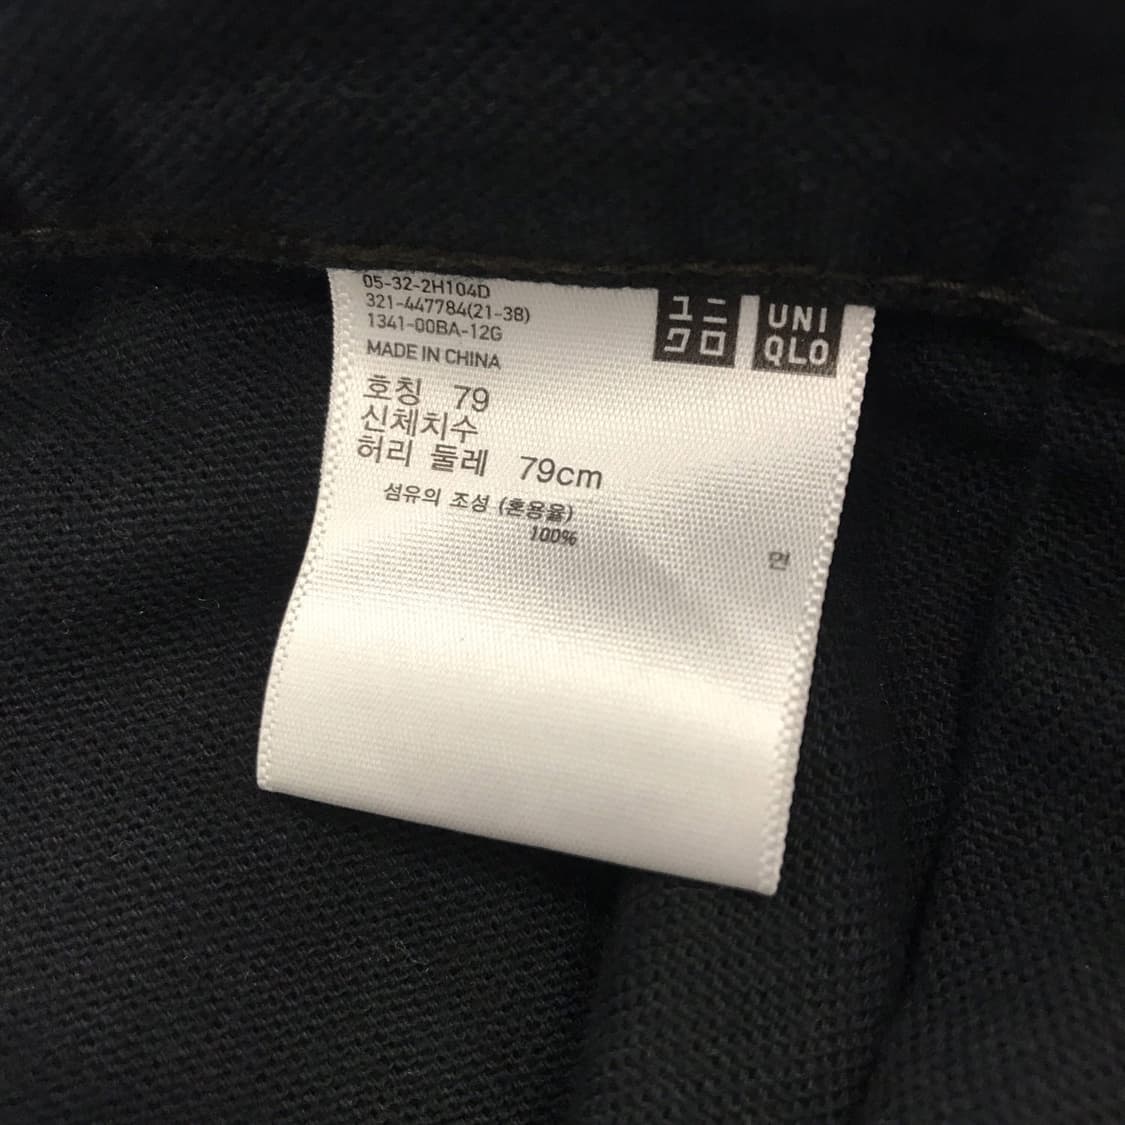 05-32-2H104D
321-447784(21-38)
1341-00BA-12G
MADE IN CHINA
ユニ
クロ
UNI
QLO
호칭 79
신체치수
허리 둘레 79cm
섬유의 조성 (혼용율)
100%
면